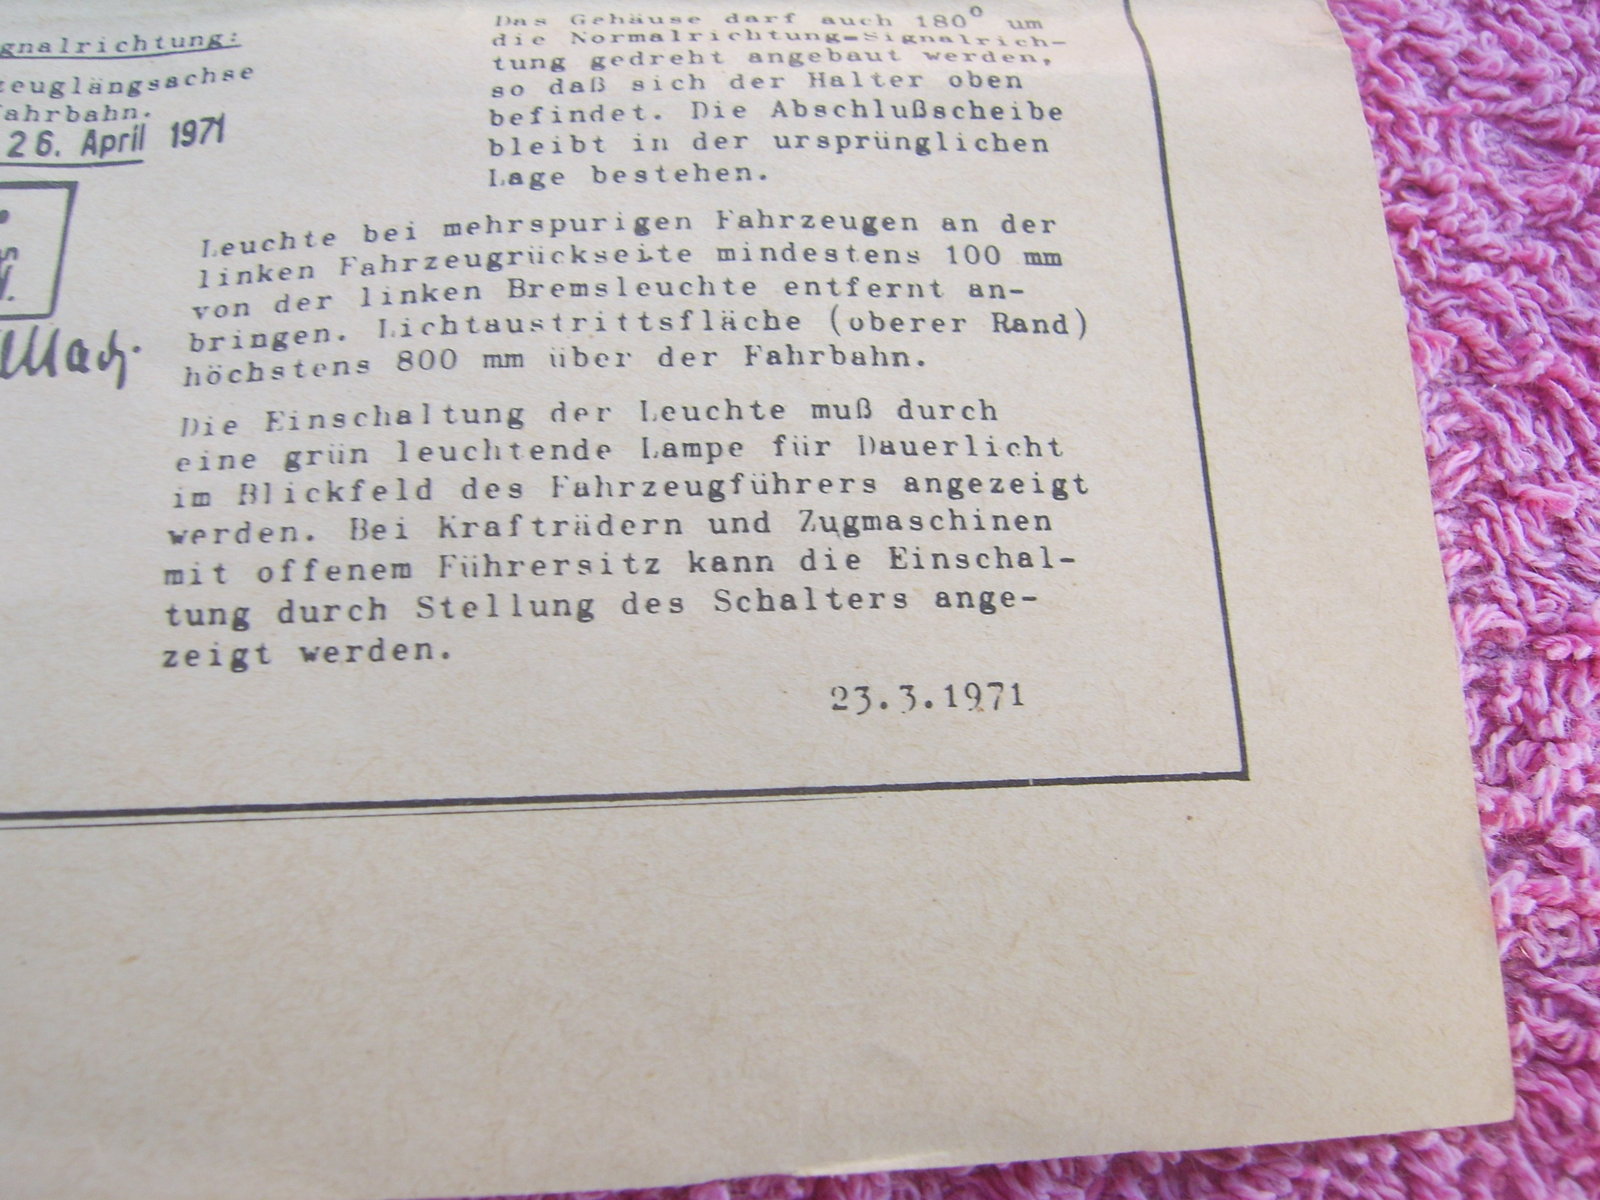 gnalrichtung:
zeuglängsachse
fahrbahn.
26. April 1971
Das Gehäuse darf auch 180° um
die Normalrichtung-Signalrich-
tung gedreht angebaut werden,
so daß sich der Halter oben
befindet. Die Abschlußscheibe
bleibt in der ursprünglichen
Lage bestehen.
Leuchte bei mehrspurigen Fahrzeugen an der
linken Fahrzeugrückseite mindestens 100 mm
von der linken Bremsleuchte entfernt an-
bringen. Lichtaustrittsfläche (oberer Rand)
höchstens 800 mm über der Fahrbahn.
Die Einschaltung der Leuchte muß durch
eine grün leuchtende Lampe für Dauerlicht
im Blickfeld des Fahrzeugführers angezeigt
werden. Bei Krafträdern und Zugmaschinen
mit offenem Führersitz kann die Einschal-
tung durch Stellung des Schalters ange-
zeigt werden.
23.3.1971